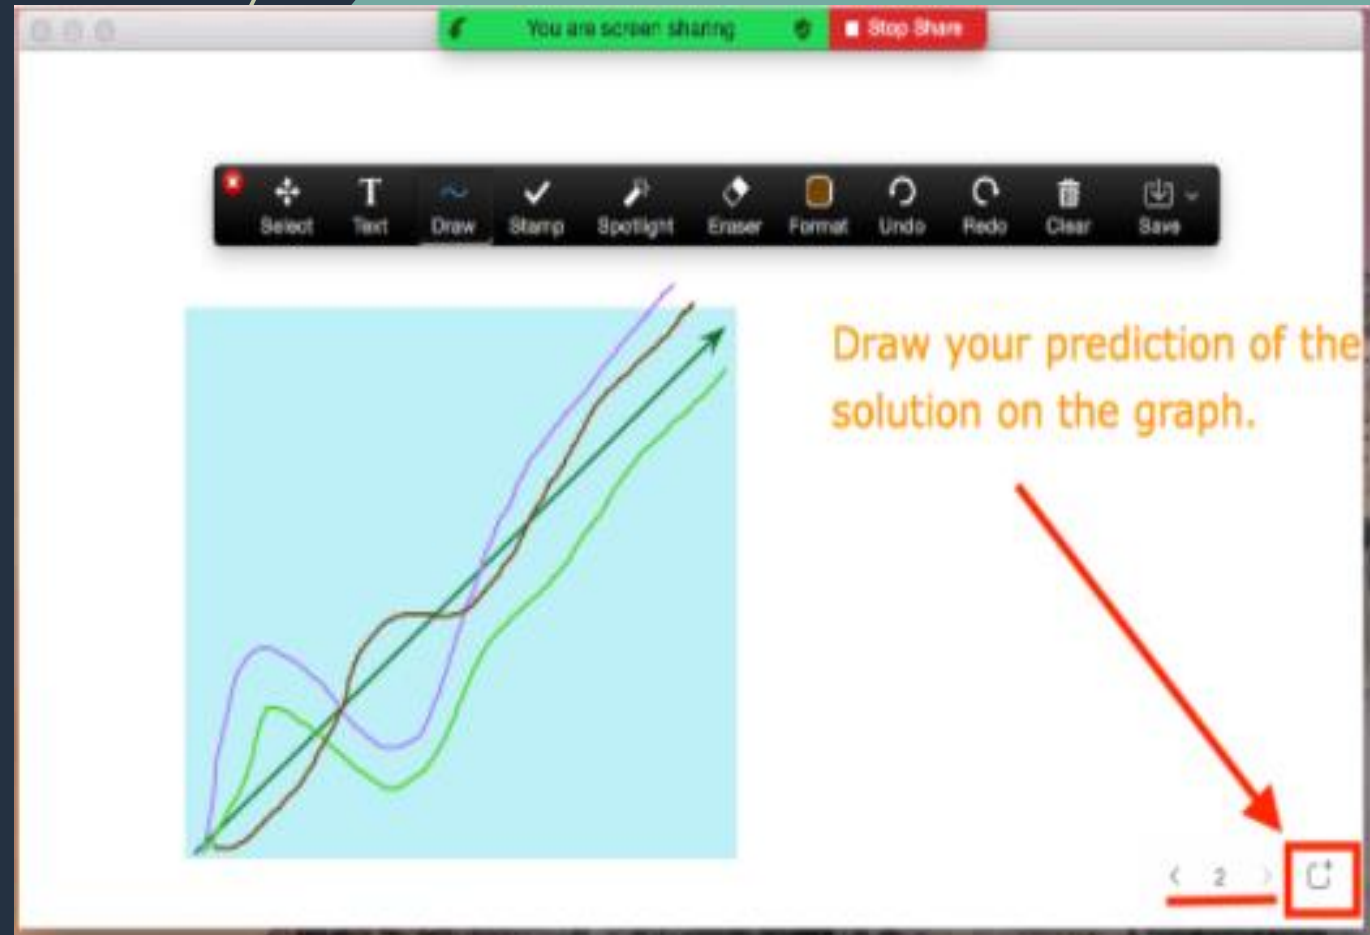 You are screen sharing Stop Share
Select Text Draw Stamp Spotlight Eraser Format Undo Redo Clear Save
Draw your prediction of the
solution on the graph.
2